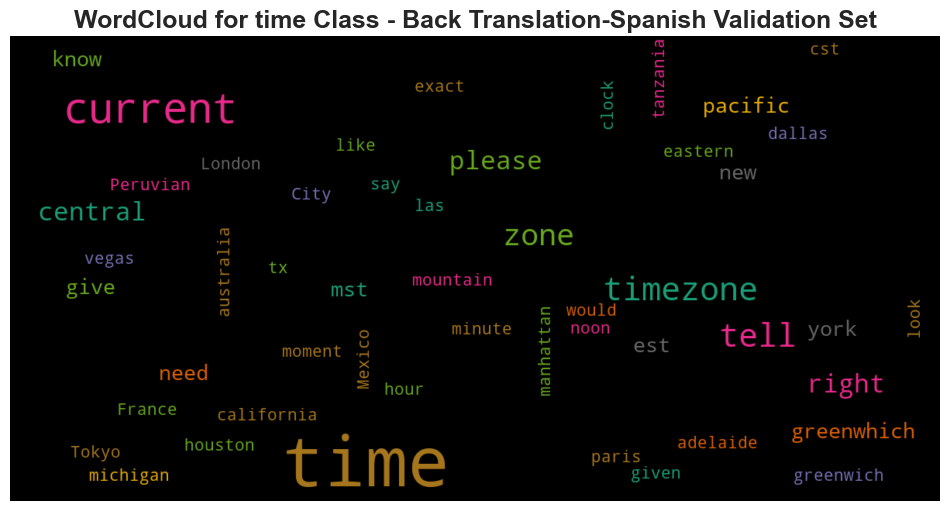 WordCloud for time Class - Back Translation-Spanish Validation Set
know
exact
cst
tanzania
clock
current
pacific
dallas
like
eastern
please
London
new
Peruvian
say
City
las
central
zone
vegas
australia
tx
mountain
give
mst
timezone
would
look
noon
minute
tell
york
manhattan
est
moment
Mexico
need
hour
right
France
california
greenwhich
houston
adelaide
Tokyo
time
paris
michigan
given
greenwich